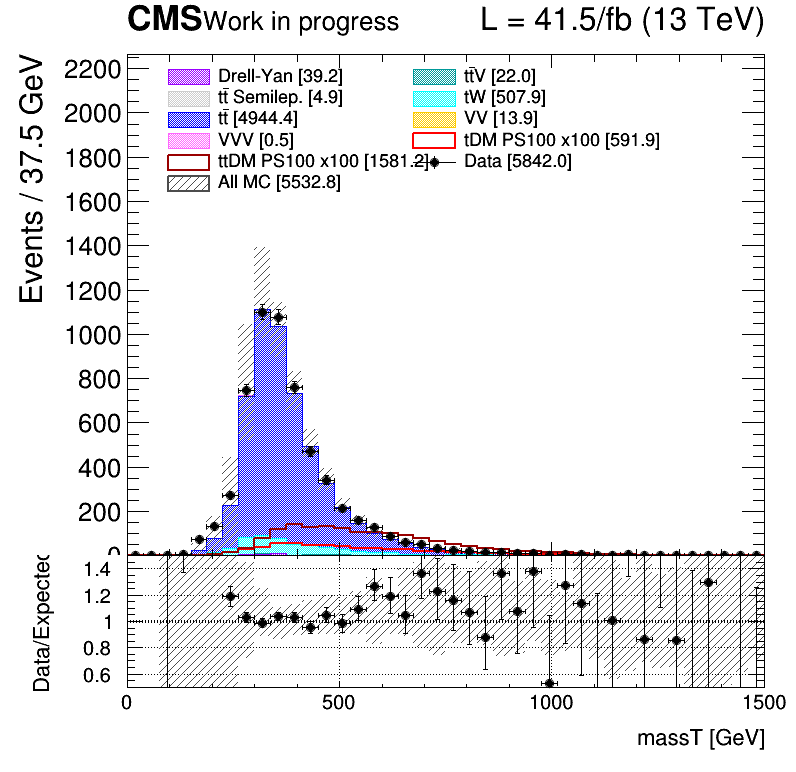 CMS Work in progress L = 41.5/fb (13 TeV)
Events / 37.5 GeV
2200
2000
1800
1600
1400
1200
1000
800
600
400
200
0
Drell-Yan [39.2] tt̄V [22.0]
tt̄ Semilep. [4.9] tW [507.9]
tt̄ [4944.4] VV [13.9]
VVV [0.5] tDM PS100 x100 [591.9]
ttDM PS100 x100 [1581.2] Data [5842.0]
All MC [5532.8]
Data/Expected
1.4
1.2
1
0.8
0.6
0 500 1000 1500
massT [GeV]